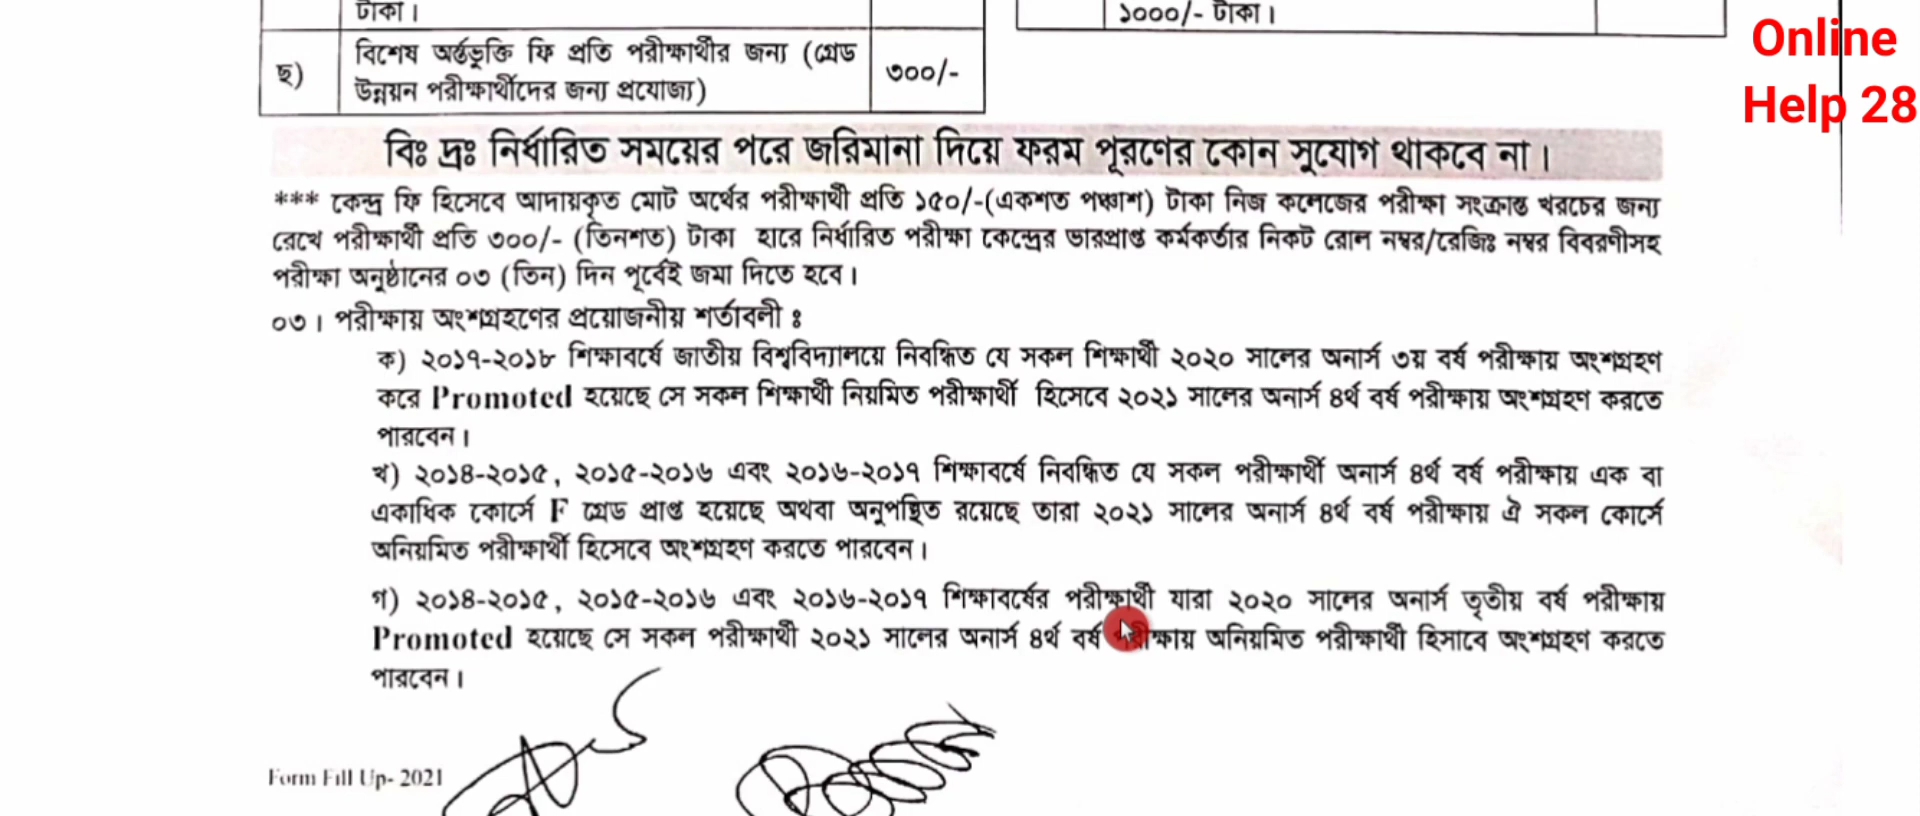 টাকা।
১০০০/- টাকা।
Online
Help 28
ছ)
বিশেষ অর্ন্তভুক্তি ফি প্রতি পরীক্ষার্থীর জন্য (গ্রেড
উন্নয়ন পরীক্ষার্থীদের জন্য প্রযোজ্য)
৩০০/-
বিঃ দ্রঃ নির্ধারিত সময়ের পরে জরিমানা দিয়ে ফরম পূরণের কোন সুযোগ থাকবে না।
*** কেন্দ্র ফি হিসেবে আদায়কৃত মোট অর্থের পরীক্ষার্থী প্রতি ১৫০/-(একশত পঞ্চাশ) টাকা নিজ কলেজের পরীক্ষা সংক্রান্ত খরচের জন্য
রেখে পরীক্ষার্থী প্রতি ৩০০/- (তিনশত) টাকা হারে নির্ধারিত পরীক্ষা কেন্দ্রের ভারপ্রাপ্ত কর্মকর্তার নিকট রোল নম্বর/রেজিঃ নম্বর বিবরণীসহ
পরীক্ষা অনুষ্ঠানের ০৩ (তিন) দিন পূর্বেই জমা দিতে হবে।
০৩। পরীক্ষায় অংশগ্রহণের প্রয়োজনীয় শর্তাবলী ঃ
ক) ২০১৭-২০১৮ শিক্ষাবর্ষে জাতীয় বিশ্ববিদ্যালয়ে নিবন্ধিত যে সকল শিক্ষার্থী ২০২০ সালের অনার্স ৩য় বর্ষ পরীক্ষায় অংশগ্রহণ
করে Promoted হয়েছে সে সকল শিক্ষার্থী নিয়মিত পরীক্ষার্থী হিসেবে ২০২১ সালের অনার্স ৪র্থ বর্ষ পরীক্ষায় অংশগ্রহণ করতে
পারবেন।
খ) ২০১৪-২০১৫, ২০১৫-২০১৬ এবং ২০১৬-২০১৭ শিক্ষাবর্ষে নিবন্ধিত যে সকল পরীক্ষার্থী অনার্স ৪র্থ বর্ষ পরীক্ষায় এক বা
একাধিক কোর্সে F গ্রেড প্রাপ্ত হয়েছে অথবা অনুপস্থিত রয়েছে তারা ২০২১ সালের অনার্স ৪র্থ বর্ষ পরীক্ষায় ঐ সকল কোর্সে
অনিয়মিত পরীক্ষার্থী হিসেবে অংশগ্রহণ করতে পারবেন।
গ) ২০১৪-২০১৫, ২০১৫-২০১৬ এবং ২০১৬-২০১৭ শিক্ষাবর্ষের পরীক্ষার্থী যারা ২০২০ সালের অনার্স তৃতীয় বর্ষ পরীক্ষায়
Promoted হয়েছে সে সকল পরীক্ষার্থী ২০২১ সালের অনার্স ৪র্থ বর্ষ পরীক্ষায় অনিয়মিত পরীক্ষার্থী হিসাবে অংশগ্রহণ করতে
পারবেন।
Form Fill Up- 2021